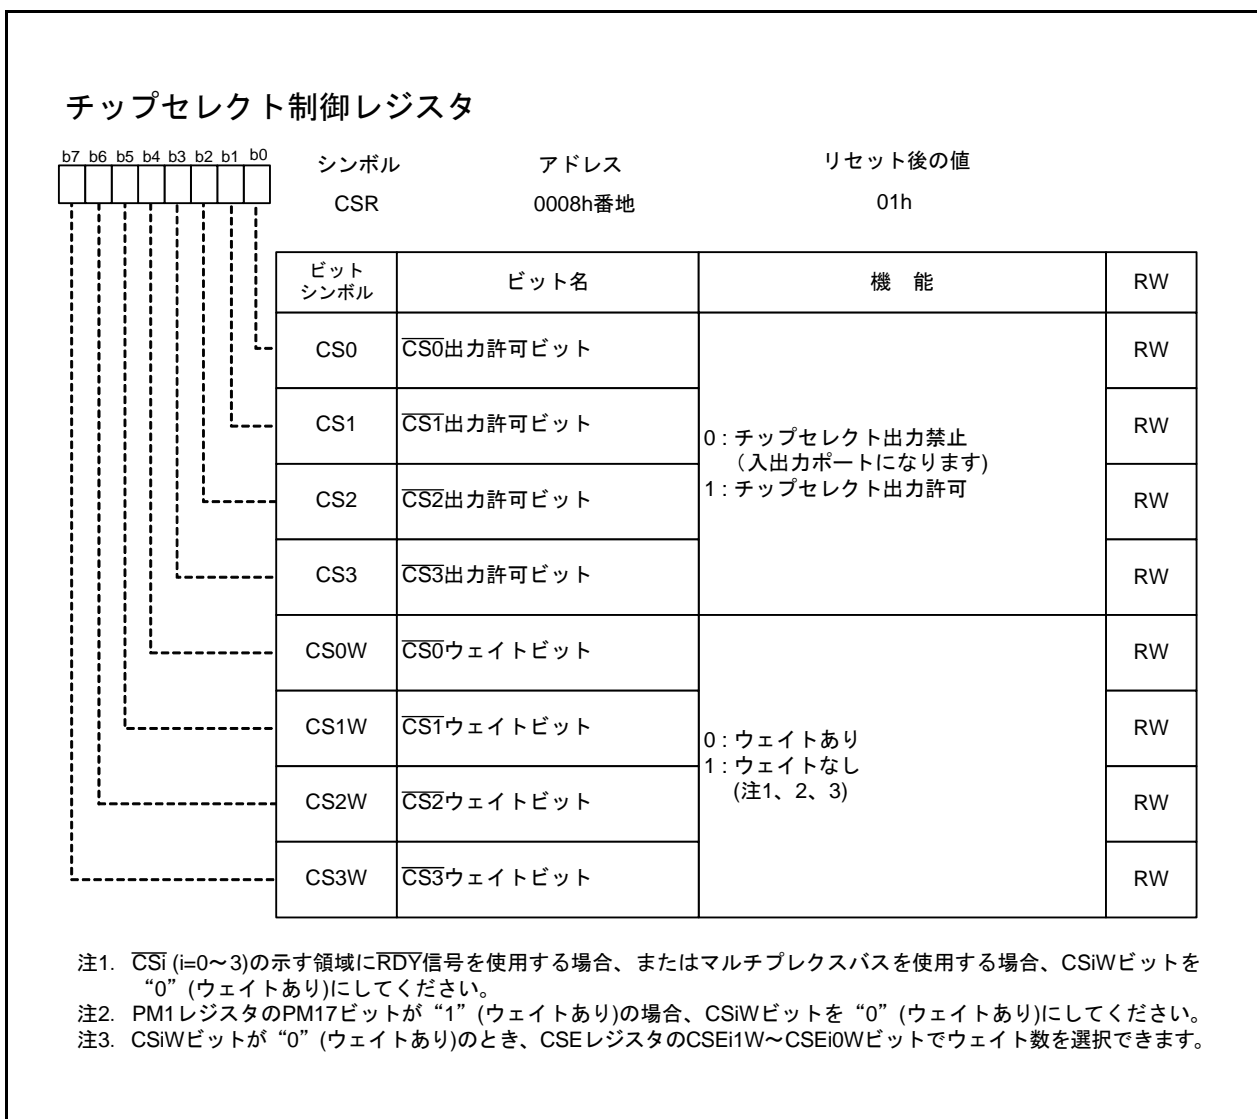 チップセレクト制御レジスタ
b7 b6 b5 b4 b3 b2 b1 b0
シンボル アドレス リセット後の値
CSR 0008h番地 01h
ビット
シンボル
ビット名 機　能 RW
CS0 CS0出力許可ビット RW
CS1 CS1出力許可ビット RW
0 : チップセレクト出力禁止
（入出力ポートになります)
1 : チップセレクト出力許可
CS2 CS2出力許可ビット RW
CS3 CS3出力許可ビット RW
CS0W CS0ウェイトビット RW
CS1W CS1ウェイトビット RW
0 : ウェイトあり
1 : ウェイトなし
(注1、2、3)
CS2W CS2ウェイトビット RW
CS3W CS3ウェイトビット RW
注1. CSi (i=0～3)の示す領域にRDY信号を使用する場合、またはマルチプレクスバスを使用する場合、CSiWビットを
“0”(ウェイトあり)にしてください。
注2. PM1レジスタのPM17ビットが“1”(ウェイトあり)の場合、CSiWビットを“0”(ウェイトあり)にしてください。
注3. CSiWビットが“0”(ウェイトあり)のとき、CSEレジスタのCSEi1W～CSEi0Wビットでウェイト数を選択できます。